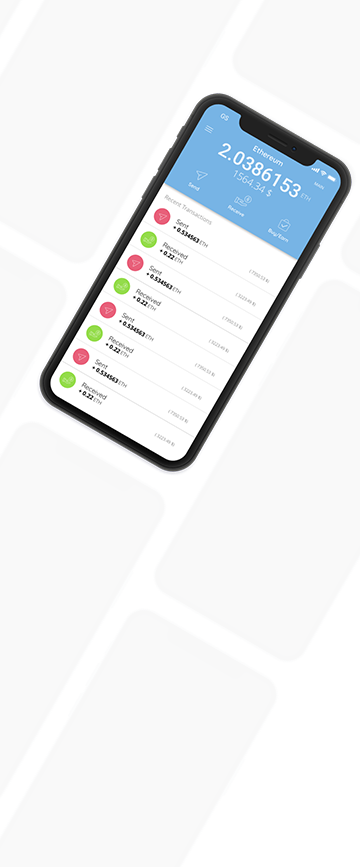 Ethereum
2.0386153 ETH
1564.34 $
Send
Receive
Buy/Earn
Recent Transactions
Sent
+ 0.534563 ETH
Received
+ 0.22 ETH
Sent
+ 0.534563 ETH
Received
+ 0.22 ETH
Sent
+ 0.534563 ETH
Received
+ 0.22 ETH
Sent
+ 0.534563 ETH
Received
+ 0.22 ETH